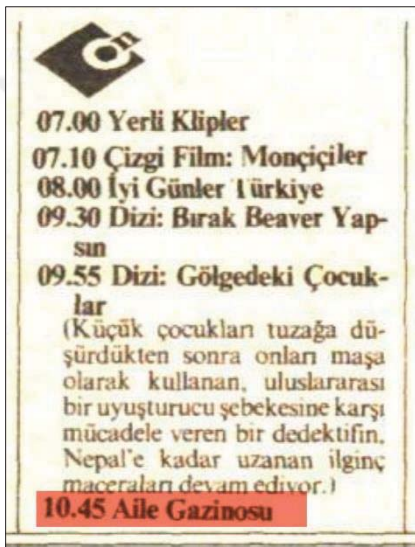 on
07.00 Yerli Klipler
07.10 Çizgi Film: Monçiçiler
08.00 İyi Günler Türkiye
09.30 Dizi: Bırak Beaver Yap-
sın
09.55 Dizi: Gölgedeki Çocuk-
lar
(Küçük çocukları tuzağa dü-
şürdükten sonra onları maşa
olarak kullanan, uluslararası
bir uyuşturucu şebekesine karşı
mücadele veren bir dedektifin,
Nepal'e kadar uzanan ilginç
maceraları devam ediyor.)
10.45 Aile Gazinosu